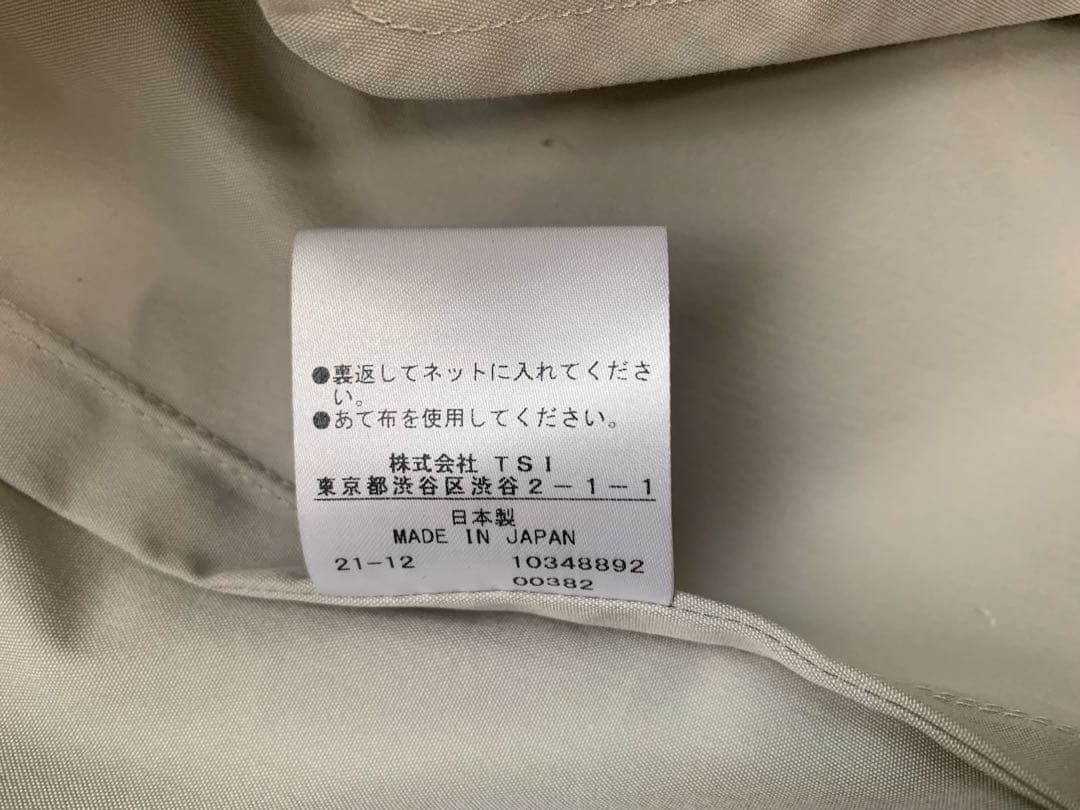 ●裏返してネットに入れてくださ
い。
●あて布を使用してください。
株式会社 TSI
東京都渋谷区渋谷2-1-1
日本製
MADE IN JAPAN
21-12 10348892
00382